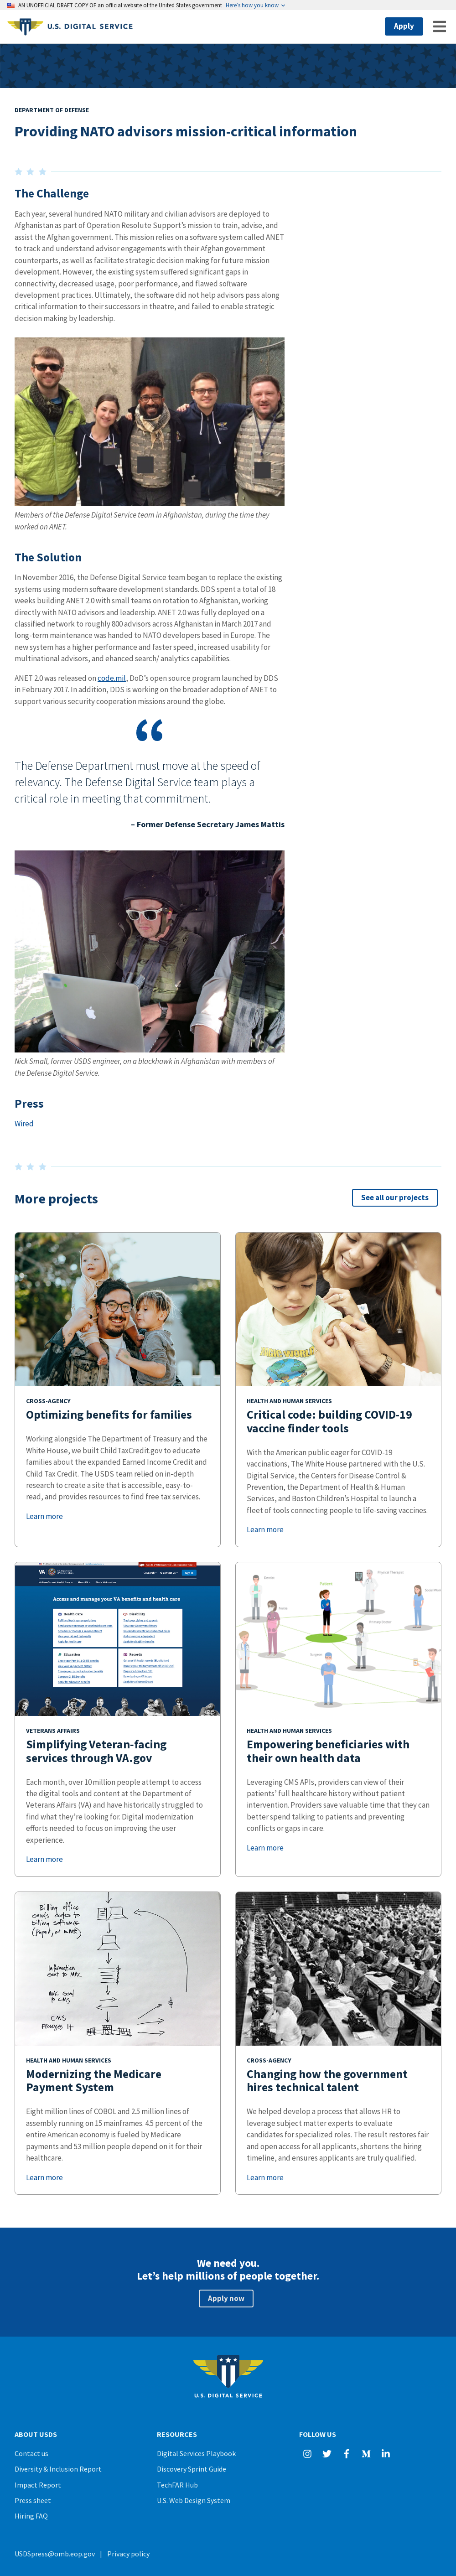 AN UNOFFICIAL DRAFT COPY OF an official website of the United States government Here's how you know
U.S. DIGITAL SERVICE
Apply
DEPARTMENT OF DEFENSE
Providing NATO advisors mission-critical information
The Challenge
Each year, several hundred NATO military and civilian advisors are deployed to
Afghanistan as part of Operation Resolute Support's mission to train, advise, and
assist the Afghan government. This mission relies on a software system called ANET
to track and understand advisor engagements with their Afghan government
counterparts, as well as facilitate strategic decision making for future mission
development. However, the existing system suffered significant gaps in
connectivity, decreased usage, poor performance, and flawed software
development practices. Ultimately, the software did not help advisors pass along
critical information to their successors in theatre, and failed to enable strategic
decision making by leadership.
Members of the Defense Digital Service team in Afghanistan, during the time they
worked on ANET.
The Solution
In November 2016, the Defense Digital Service team began to replace the existing
systems using modern software development standards. DDS spent a total of 18
weeks building ANET 2.0 with small teams on rotation to Afghanistan, working
directly with NATO advisors and leadership. ANET 2.0 was fully deployed on a
classified network to roughly 800 advisors across Afghanistan in March 2017 and
long-term maintenance was handed to NATO developers based in Europe. The
new system has a higher performance and faster speed, increased usability for
multinational advisors, and ehanced search/ analytics capabilities.
ANET 2.0 was released on code.mil, DoD's open source program launched by DDS
in February 2017. In addition, DDS is working on the broader adoption of ANET to
support various security cooperation missions around the globe.
“
The Defense Department must move at the speed of
relevancy. The Defense Digital Service team plays a
critical role in meeting that commitment.
– Former Defense Secretary James Mattis
Nick Small, former USDS engineer, on a blackhawk in Afghanistan with members of
the Defense Digital Service.
Press
Wired
More projects
See all our projects
CROSS-AGENCY
Optimizing benefits for families
Working alongside The Department of Treasury and the
White House, we built ChildTaxCredit.gov to educate
families about the expanded Earned Income Credit and
Child Tax Credit. The USDS team relied on in-depth
research to create a site that is accessible, easy-to-
read, and provides resources to find free tax services.
Learn more
HEALTH AND HUMAN SERVICES
Critical code: building COVID-19
vaccine finder tools
With the American public eager for COVID-19
vaccinations, The White House partnered with the U.S.
Digital Service, the Centers for Disease Control &
Prevention, the Department of Health & Human
Services, and Boston Children's Hospital to launch a
fleet of tools connecting people to life-saving vaccines.
Learn more
VA
Access and manage your VA benefits and health care
Health Care
Disability
Education
Records
VETERANS AFFAIRS
Simplifying Veteran-facing
services through VA.gov
Each month, over 10 million people attempt to access
the digital tools and content at the Department of
Veterans Affairs (VA) and have historically struggled to
find what they're looking for. Digital modernization
efforts needed to focus on improving the user
experience.
Learn more
Patient
HEALTH AND HUMAN SERVICES
Empowering beneficiaries with
their own health data
Leveraging CMS APIs, providers can view of their
patients' full healthcare history without patient
intervention. Providers save valuable time that they can
better spend talking to patients and preventing
conflicts or gaps in care.
Learn more
Billing office
sends codes to
billing software
Information
sent to MAC
MAC send
to CMS
CMS
Processes it
HEALTH AND HUMAN SERVICES
Modernizing the Medicare
Payment System
Eight million lines of COBOL and 2.5 million lines of
assembly running on 15 mainframes. 4.5 percent of the
entire American economy is fueled by Medicare
payments and 53 million people depend on it for their
healthcare.
Learn more
CROSS-AGENCY
Changing how the government
hires technical talent
We helped develop a process that allows HR to
leverage subject matter experts to evaluate
candidates for specialized roles. The result restores fair
and open access for all applicants, shortens the hiring
timeline, and ensures applicants are truly qualified.
Learn more
We need you.
Let's help millions of people together.
Apply now
U.S. DIGITAL SERVICE
ABOUT USDS
Contact us
Diversity & Inclusion Report
Impact Report
Press sheet
Hiring FAQ
RESOURCES
Digital Services Playbook
Discovery Sprint Guide
TechFAR Hub
U.S. Web Design System
FOLLOW US
USDSpress@omb.eop.gov | Privacy policy